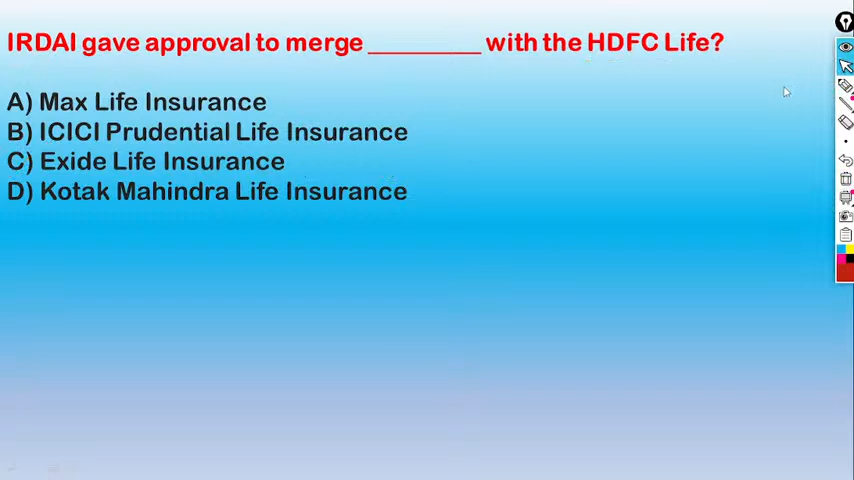 IRDAI gave approval to merge _________ with the HDFC Life?
A) Max Life Insurance
B) ICICI Prudential Life Insurance
C) Exide Life Insurance
D) Kotak Mahindra Life Insurance